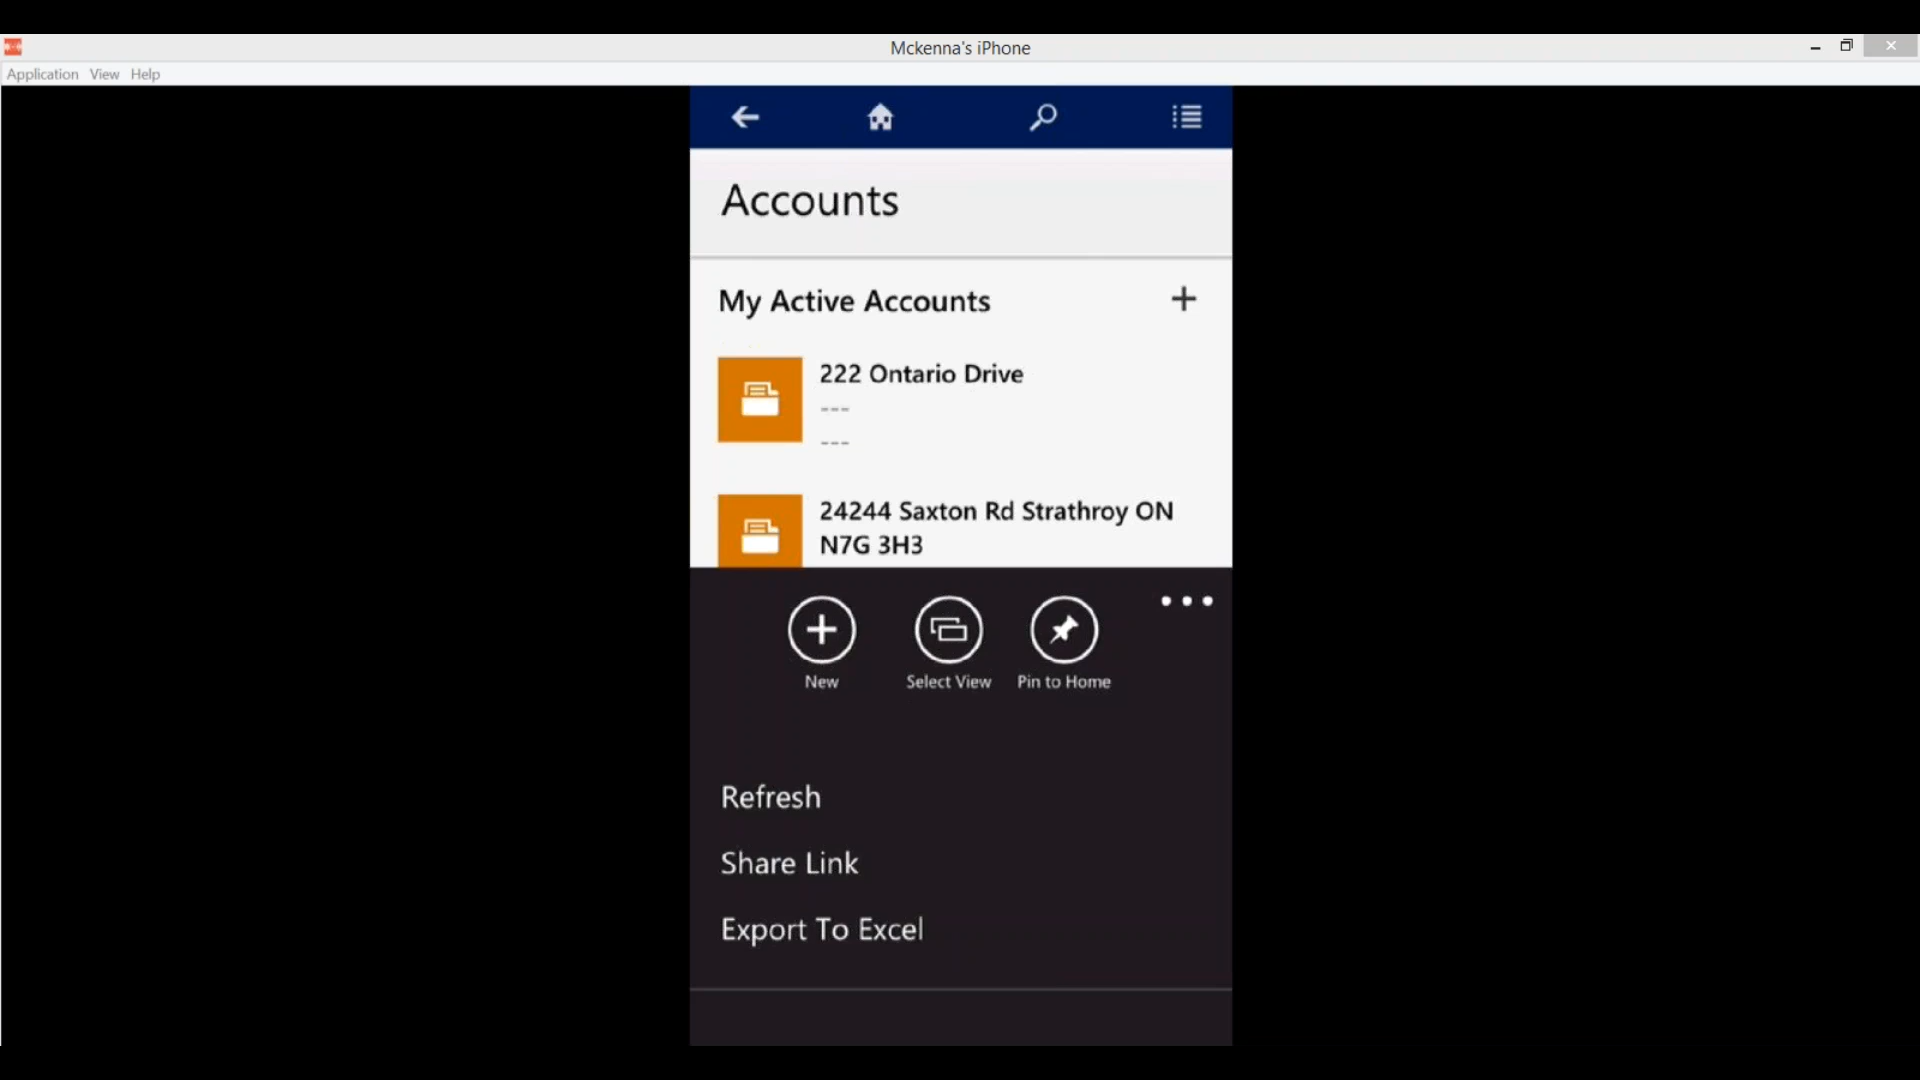 Mckenna's iPhone
Application View Help
Accounts
My Active Accounts
222 Ontario Drive
---
---
24244 Saxton Rd Strathroy ON
N7G 3H3
New Select View Pin to Home
Refresh
Share Link
Export To Excel